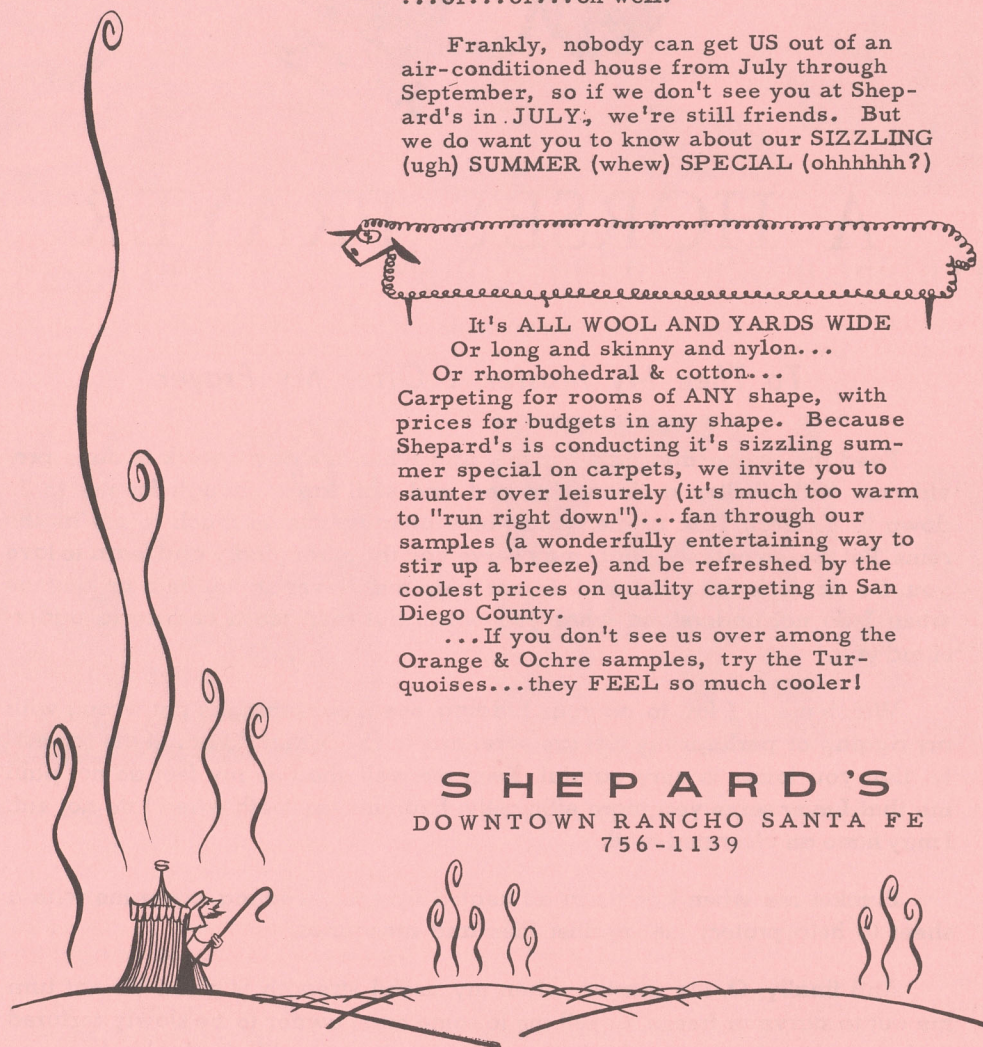 Frankly, nobody can get US out of an
air-conditioned house from July through
September, so if we don't see you at Shep-
ard's in JULY, we're still friends. But
we do want you to know about our SIZZLING
(ugh) SUMMER (whew) SPECIAL (ohhhhhh?)
It's ALL WOOL AND YARDS WIDE
Or long and skinny and nylon...
Or rhombohedral & cotton...
Carpeting for rooms of ANY shape, with
prices for budgets in any shape. Because
Shepard's is conducting it's sizzling sum-
mer special on carpets, we invite you to
saunter over leisurely (it's much too warm
to "run right down")...fan through our
samples (a wonderfully entertaining way to
stir up a breeze) and be refreshed by the
coolest prices on quality carpeting in San
Diego County.
...If you don't see us over among the
Orange & Ochre samples, try the Tur-
quoises...they FEEL so much cooler!
SHEPARD'S
DOWNTOWN RANCHO SANTA FE
756-1139